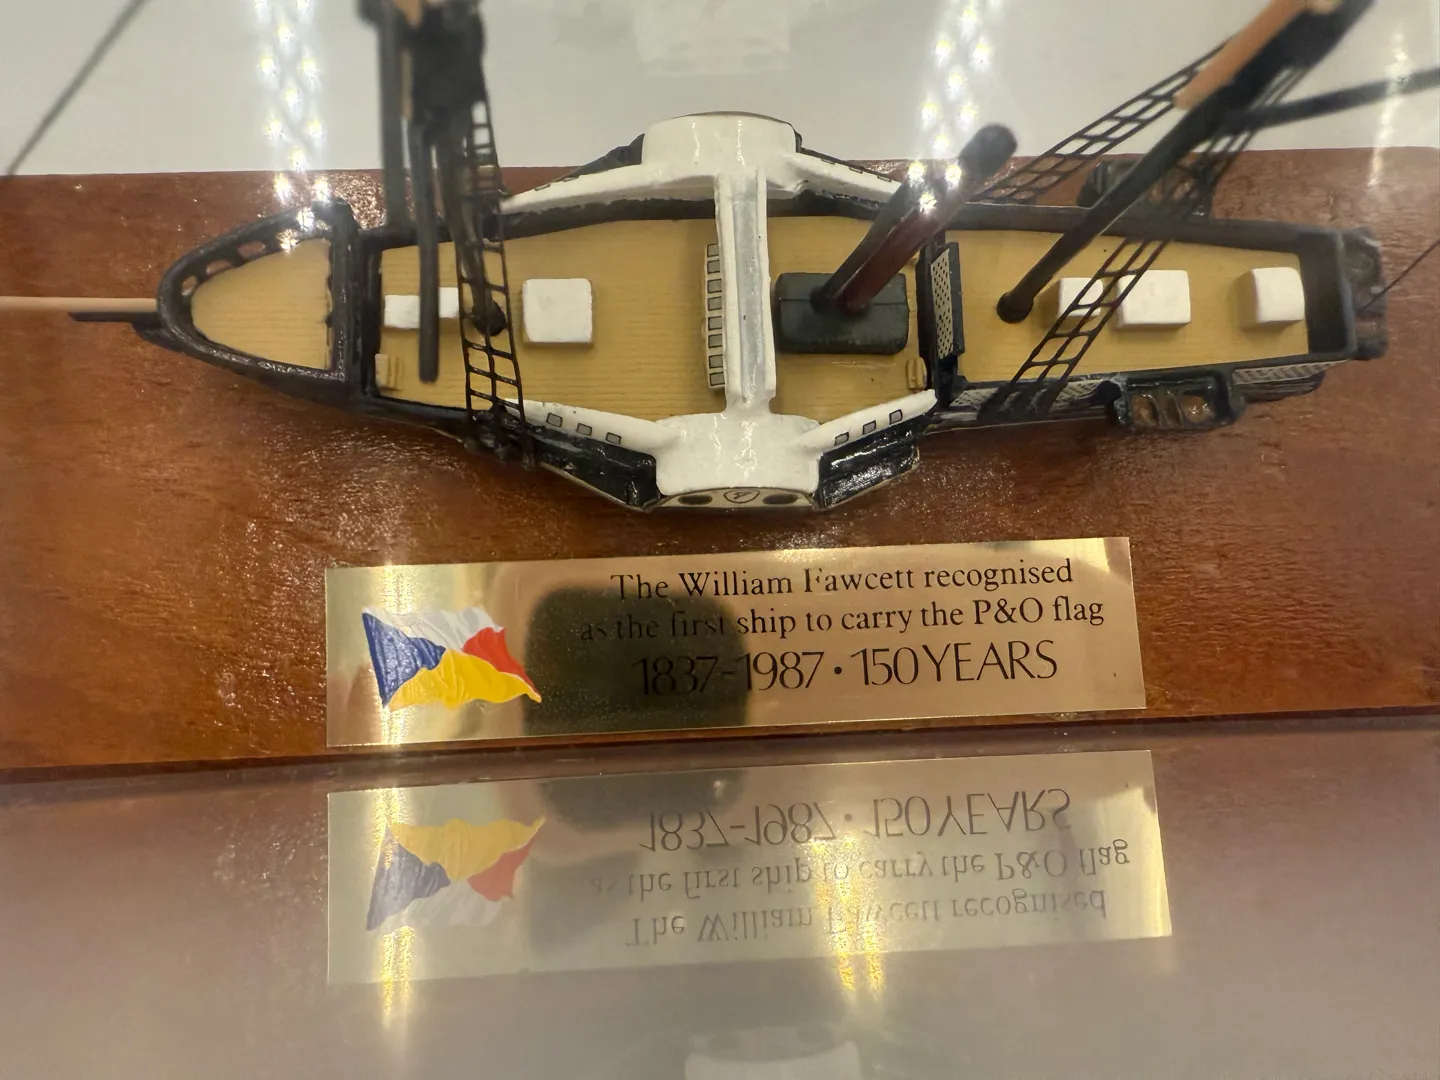 The William Fawcett recognised
as the first ship to carry the P&O flag
1837-1987 • 150 YEARS